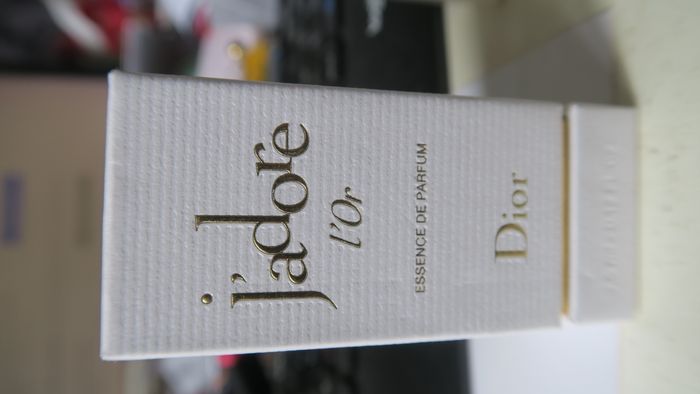 j'adore
l'Or
ESSENCE DE PARFUM
Dior